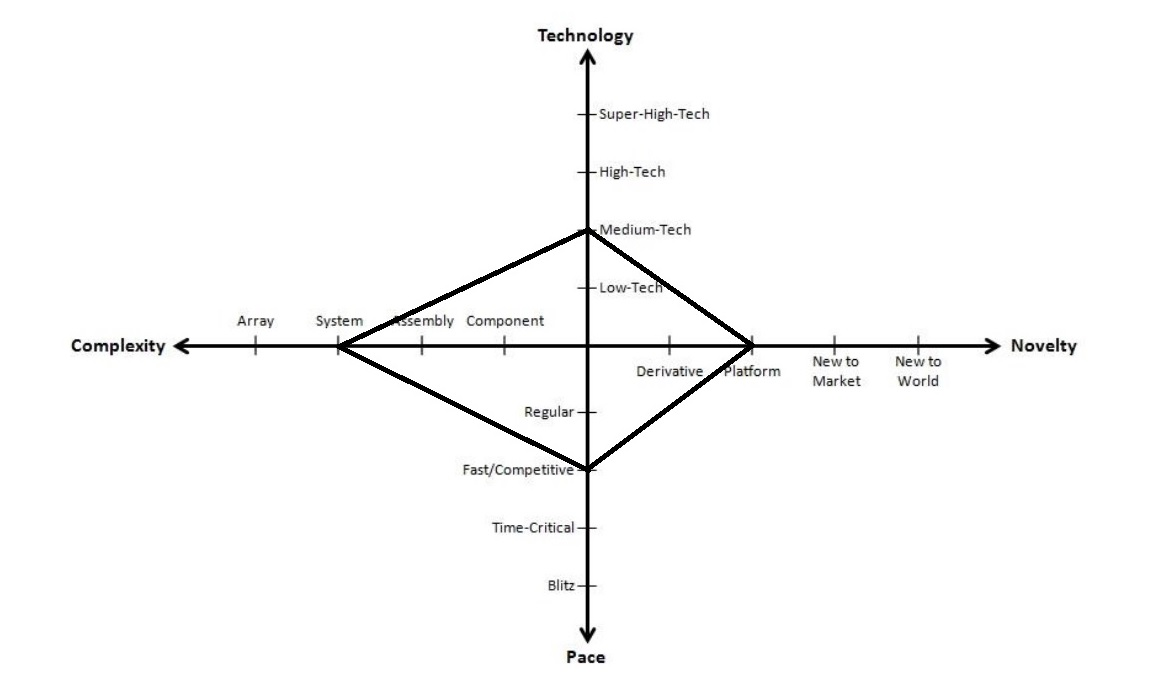 Technology
Super-High-Tech
High-Tech
Medium-Tech
Low-Tech
Array
System
Assembly
Component
Complexity
Novelty
Derivative
Platform
New to
Market
New to
World
Regular
Fast/Competitive
Time-Critical
Blitz
Pace